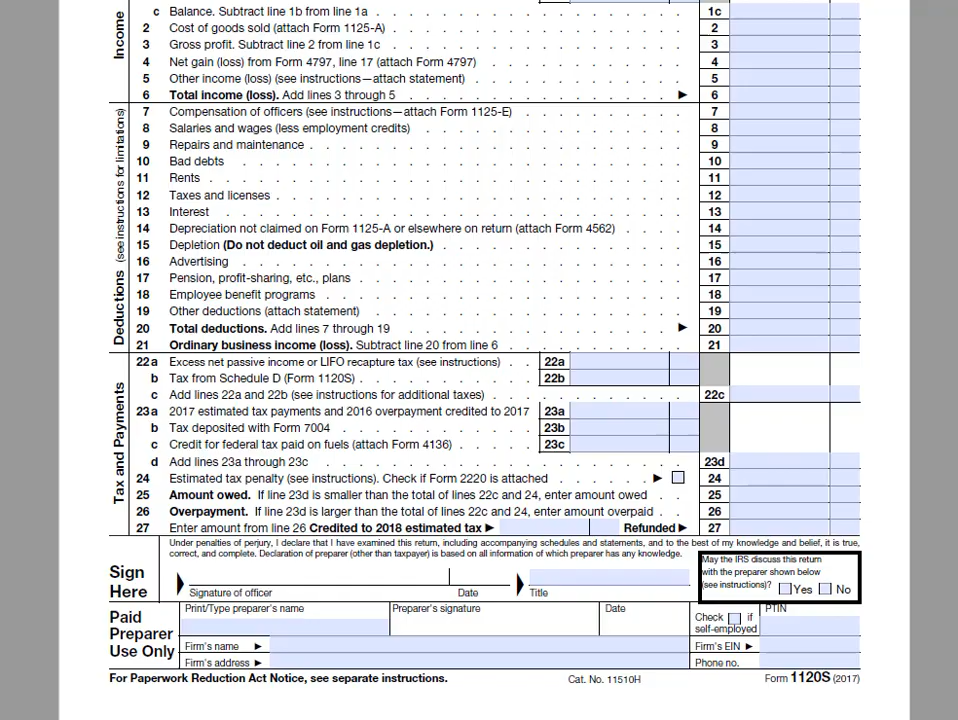 Income
c Balance. Subtract line 1b from line 1a . . . 1c
2 Cost of goods sold (attach Form 1125-A) . . . 2
3 Gross profit. Subtract line 2 from line 1c . . . 3
4 Net gain (loss) from Form 4797, line 17 (attach Form 4797) . . . 4
5 Other income (loss) (see instructions—attach statement) . . . 5
6 Total income (loss). Add lines 3 through 5 . . . ▶ 6
Deductions (see instructions for limitations)
7 Compensation of officers (see instructions—attach Form 1125-E) . . . 7
8 Salaries and wages (less employment credits) . . . 8
9 Repairs and maintenance . . . 9
10 Bad debts . . . 10
11 Rents . . . 11
12 Taxes and licenses . . . 12
13 Interest . . . 13
14 Depreciation not claimed on Form 1125-A or elsewhere on return (attach Form 4562) . . . 14
15 Depletion (Do not deduct oil and gas depletion.) . . . 15
16 Advertising . . . 16
17 Pension, profit-sharing, etc., plans . . . 17
18 Employee benefit programs . . . 18
19 Other deductions (attach statement) . . . 19
20 Total deductions. Add lines 7 through 19 . . . ▶ 20
21 Ordinary business income (loss). Subtract line 20 from line 6 . . . 21
Tax and Payments
22a Excess net passive income or LIFO recapture tax (see instructions) . . 22a
b Tax from Schedule D (Form 1120S) . . . 22b
c Add lines 22a and 22b (see instructions for additional taxes) . . . 22c
23a 2017 estimated tax payments and 2016 overpayment credited to 2017 23a
b Tax deposited with Form 7004 . . . 23b
c Credit for federal tax paid on fuels (attach Form 4136) . . . 23c
d Add lines 23a through 23c . . . 23d
24 Estimated tax penalty (see instructions). Check if Form 2220 is attached . . . ▶ 24
25 Amount owed. If line 23d is smaller than the total of lines 22c and 24, enter amount owed . . 25
26 Overpayment. If line 23d is larger than the total of lines 22c and 24, enter amount overpaid . . 26
27 Enter amount from line 26 Credited to 2018 estimated tax ▶ Refunded ▶ 27
Sign Here
Under penalties of perjury, I declare that I have examined this return, including accompanying schedules and statements, and to the best of my knowledge and belief, it is true,
correct, and complete. Declaration of preparer (other than taxpayer) is based on all information of which preparer has any knowledge.
Signature of officer Date Title
May the IRS discuss this return
with the preparer shown below
(see instructions)? Yes No
Paid Preparer Use Only
Print/Type preparer's name Preparer's signature Date Check if self-employed PTIN
Firm's name ▶ Firm's EIN ▶
Firm's address ▶ Phone no.
For Paperwork Reduction Act Notice, see separate instructions. Cat. No. 11510H Form 1120S (2017)